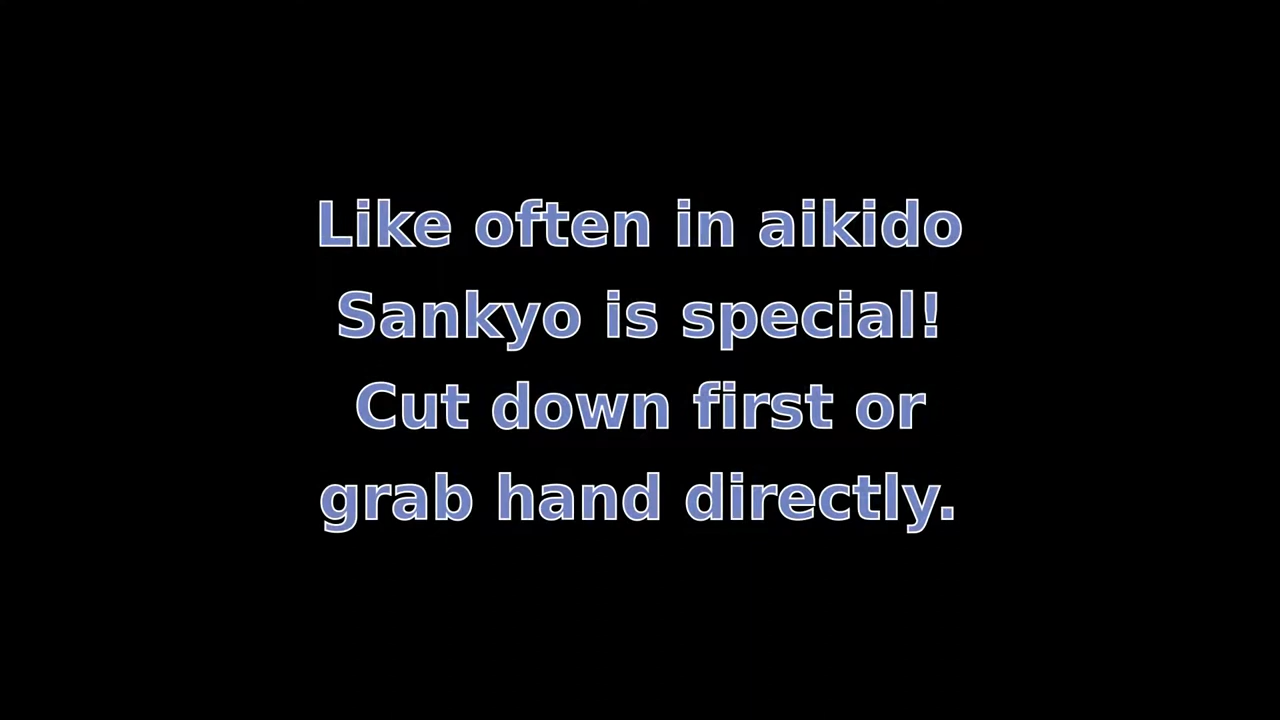 Like often in aikido
Sankyo is special!
Cut down first or
grab hand directly.